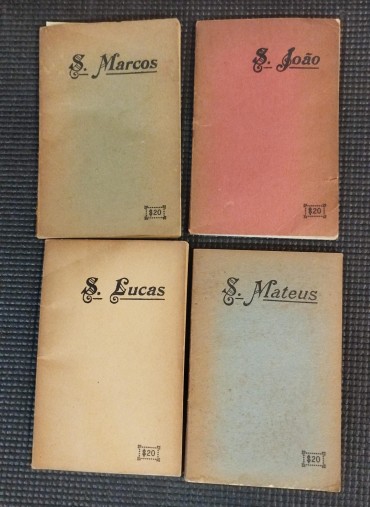 S. Marcos
$20
S. João
$20
S. Lucas
$20
S. Mateus
$20